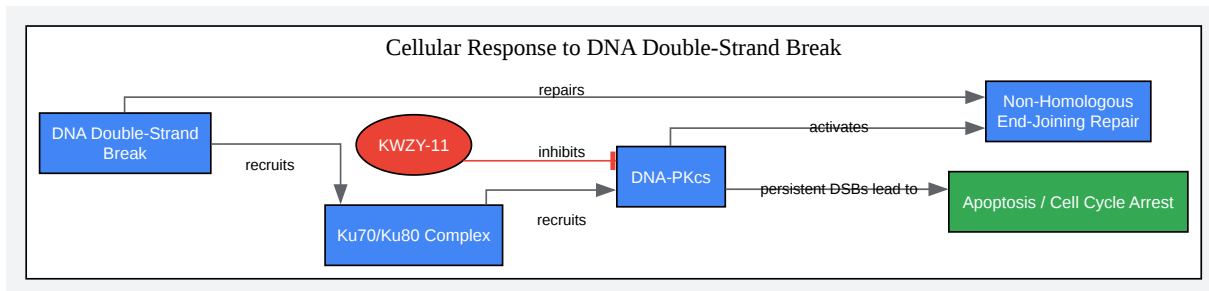 Cellular Response to DNA Double-Strand Break
repairs
Non-Homologous
End-Joining Repair
DNA Double-Strand
Break
activates
KWZY-11
inhibits
recruits
DNA-PKcs
persistent DSBs lead to
Apoptosis / Cell Cycle Arrest
recruits
Ku70/Ku80 Complex